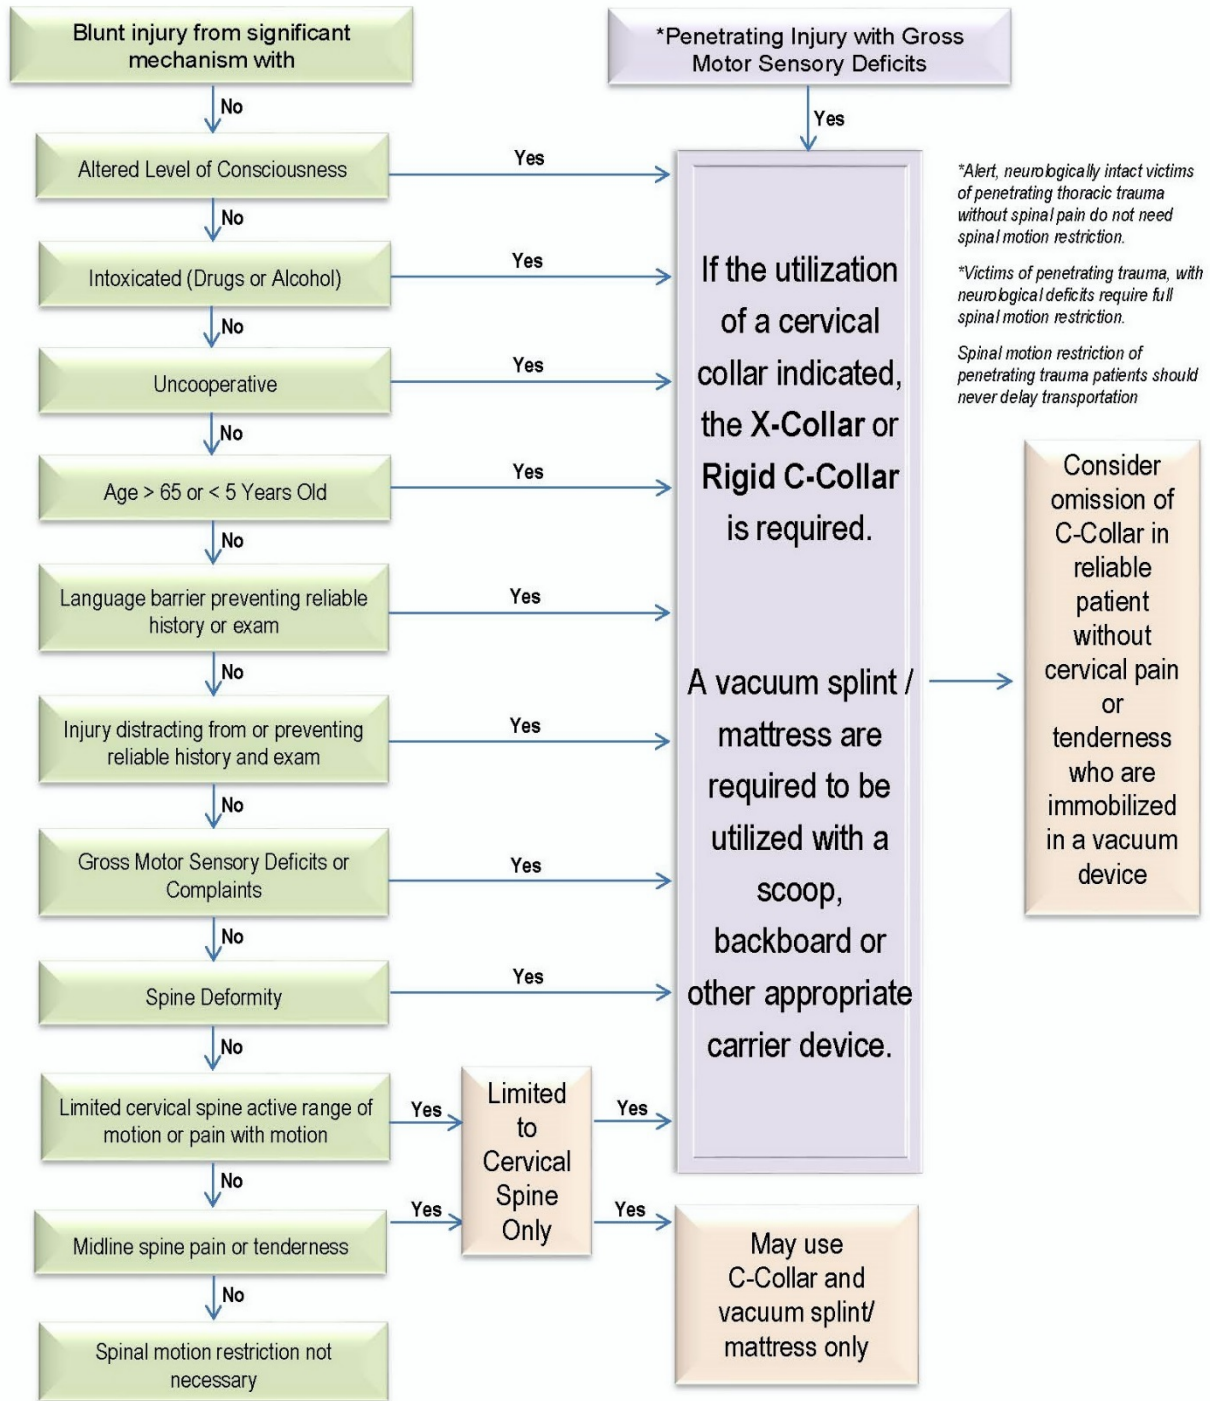 Blunt injury from significant
mechanism with
*Penetrating Injury with Gross
Motor Sensory Deficits
No
Yes
Altered Level of Consciousness
Yes
No
Intoxicated (Drugs or Alcohol)
Yes
No
Uncooperative
Yes
No
Age > 65 or < 5 Years Old
Yes
No
Language barrier preventing reliable
history or exam
Yes
No
Injury distracting from or preventing
reliable history and exam
Yes
No
Gross Motor Sensory Deficits or
Complaints
Yes
No
Spine Deformity
Yes
No
Limited cervical spine active range of
motion or pain with motion
Yes
No
Midline spine pain or tenderness
Yes
No
Spinal motion restriction not
necessary
Limited
to
Cervical
Spine
Only
Yes
Yes
If the utilization
of a cervical
collar indicated,
the X-Collar or
Rigid C-Collar
is required.
A vacuum splint /
mattress are
required to be
utilized with a
scoop,
backboard or
other appropriate
carrier device.
May use
C-Collar and
vacuum splint/
mattress only
*Alert, neurologically intact victims
of penetrating thoracic trauma
without spinal pain do not need
spinal motion restriction.
*Victims of penetrating trauma, with
neurological deficits require full
spinal motion restriction.
Spinal motion restriction of
penetrating trauma patients should
never delay transportation
Consider
omission of
C-Collar in
reliable
patient
without
cervical pain
or
tenderness
who are
immobilized
in a vacuum
device